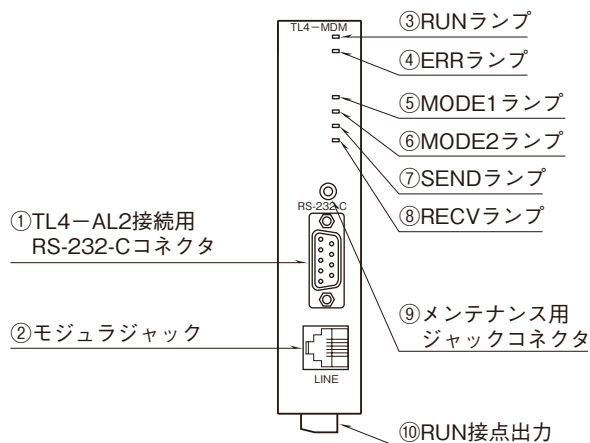 TL4－MDM
③RUNランプ
④ERRランプ
⑤MODE1ランプ
⑥MODE2ランプ
⑦SENDランプ
⑧RECVランプ
RS-232-C
①TL4－AL2接続用
RS-232-Cコネクタ
②モジュラジャック
⑨メンテナンス用
ジャックコネクタ
LINE
⑩RUN接点出力